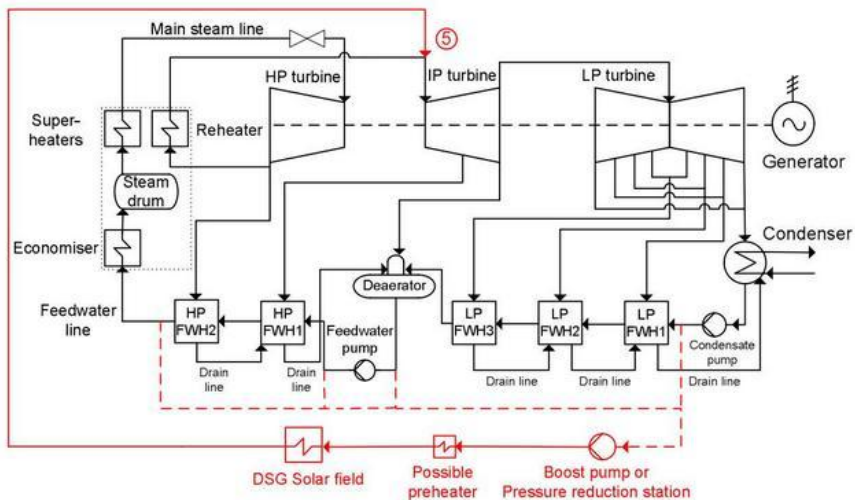 Main steam line
⑤
HP turbine
IP turbine
LP turbine
Super-
heaters
Reheater
Generator
Steam
drum
Economiser
Condenser
Deaerator
Feedwater
line
HP
FWH2
HP
FWH1
Feedwater
pump
LP
FWH3
LP
FWH2
LP
FWH1
Condensate
pump
Drain
line
Drain
line
Drain line
Drain line
Drain line
DSG Solar field
Possible
preheater
Boost pump or
Pressure reduction station